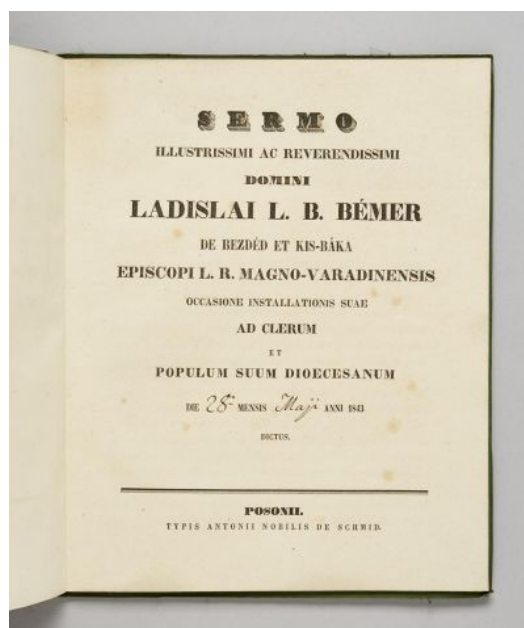 SERMO
ILLUSTRISSIMI AC REVERENDISSIMI
DOMINI
LADISLAI L. B. BÉMER
DE BEZDÉD ET KIS-BÁKA
EPISCOPI L. R. MAGNO-VARADINENSIS
OCCASIONE INSTALLATIONIS SUAE
AD CLERUM
ET
POPULUM SUUM DIOECESANUM
DIE 28a MENSIS Maji ANNI 1843
DICTUS.
POSONII.
TYPIS ANTONII NOBILIS DE SCHMID.